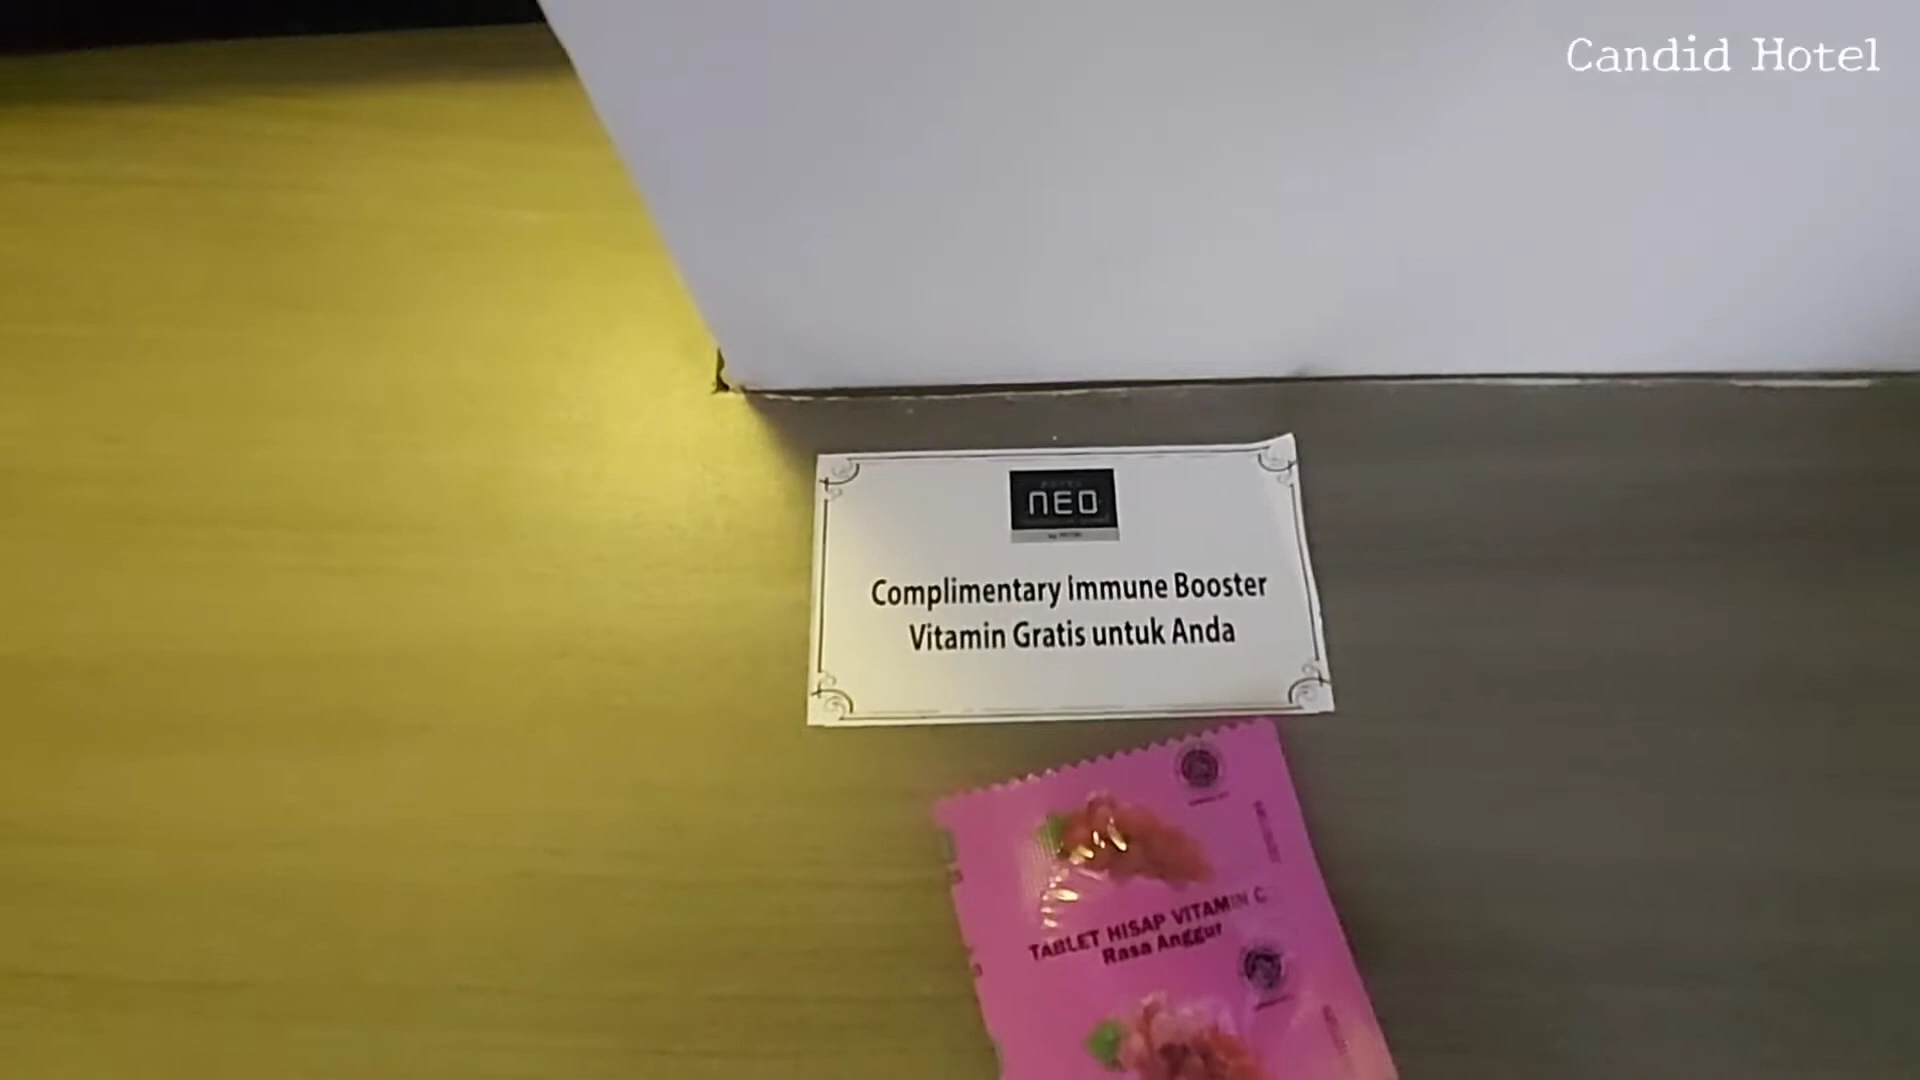 Candid Hotel
neo
Complimentary Immune Booster
Vitamin Gratis untuk Anda
TABLET HISAP VITAMIN C
Rasa Anggur